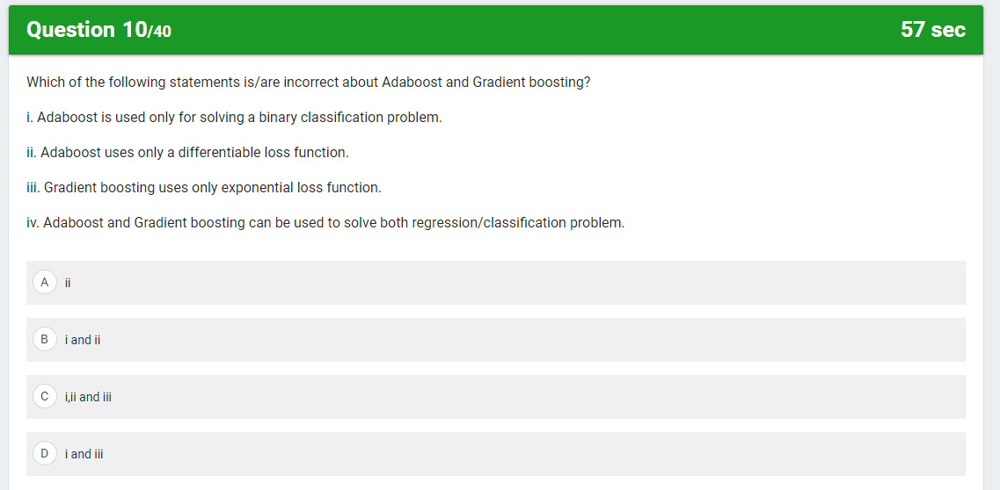 Question 10/40
57 sec
Which of the following statements is/are incorrect about Adaboost and Gradient boosting?
i. Adaboost is used only for solving a binary classification problem.
ii. Adaboost uses only a differentiable loss function.
iii. Gradient boosting uses only exponential loss function.
iv. Adaboost and Gradient boosting can be used to solve both regression/classification problem.
A ii
B i and ii
C i,ii and iii
D i and iii